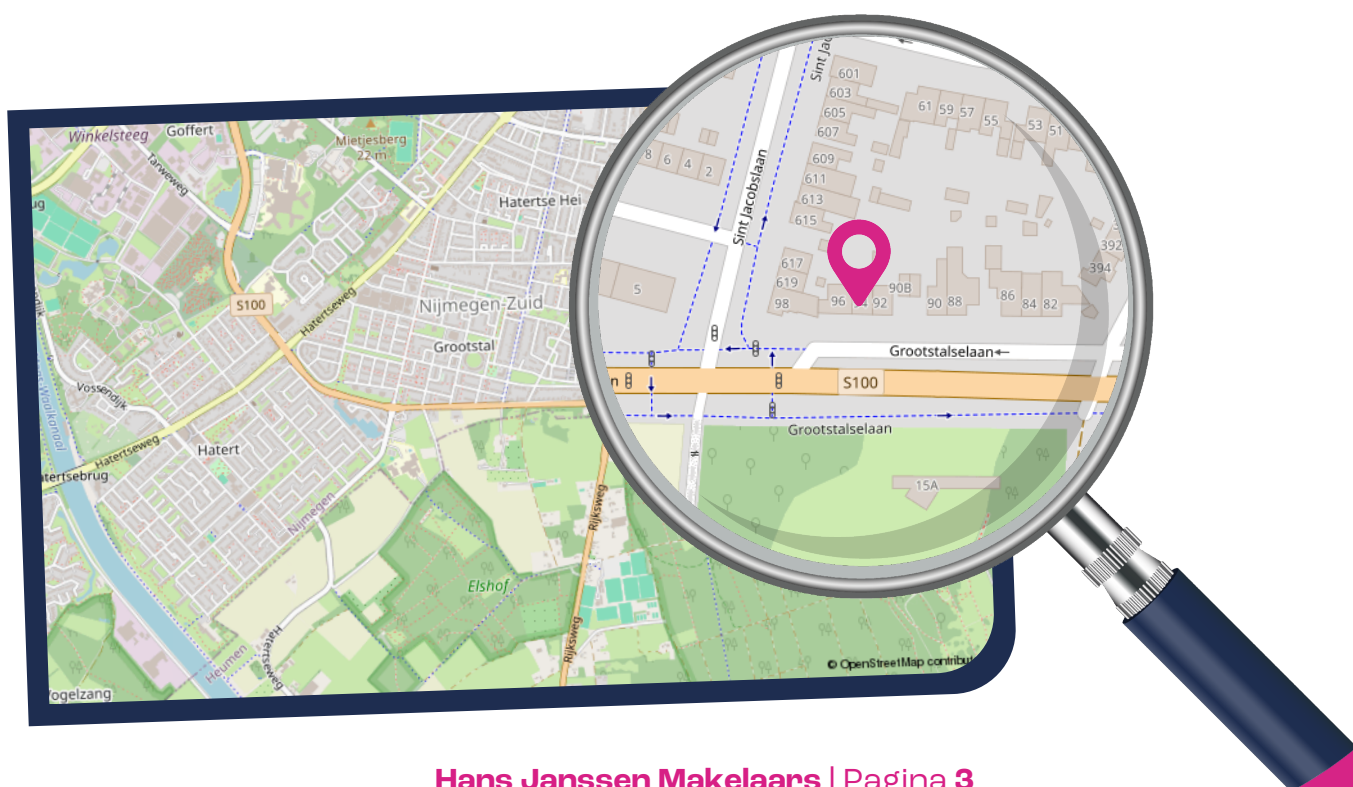 Winkelsteeg
Goffert
Mietjesberg
22 m
Tarweweg
Hatertse Hei
S100
Hatertseweg
Nijmegen-Zuid
Grootstal
Vossendijk
Hatertseweg
Hatert
Nijmegen
Rijksweg
Elshof
Rijksweg
Hatertseweg
Heumen
© OpenStreetMap
601
603
605
607
609
611
613
615
617
619
61 59 57 55 53 51
8 6 4 2
Sint Jacobslaan
5
98 96 92 90B 90 88 86 84 82
392
394
Grootstalselaan
S100
Grootstalselaan
15A
Hans Janssen Makelaars | Pagina 3